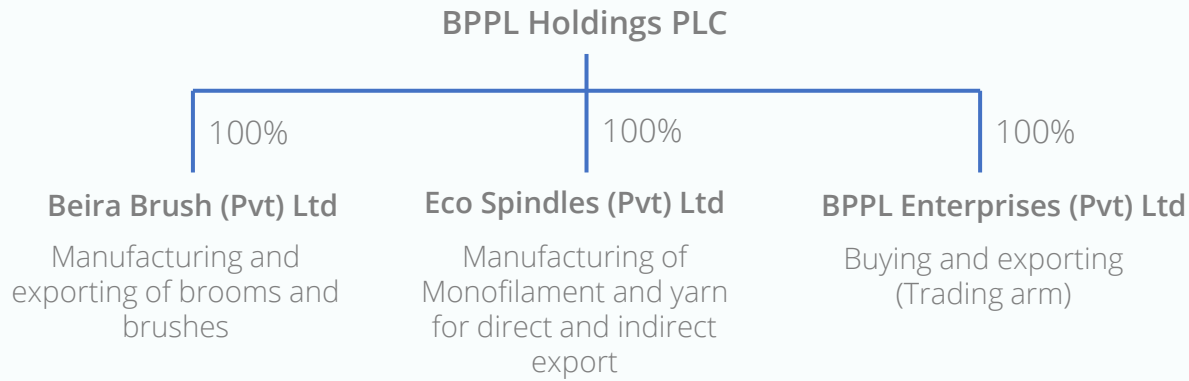 BPPL Holdings PLC
100%
100%
100%
Beira Brush (Pvt) Ltd
Manufacturing and
exporting of brooms and
brushes
Eco Spindles (Pvt) Ltd
Manufacturing of
Monofilament and yarn
for direct and indirect
export
BPPL Enterprises (Pvt) Ltd
Buying and exporting
(Trading arm)